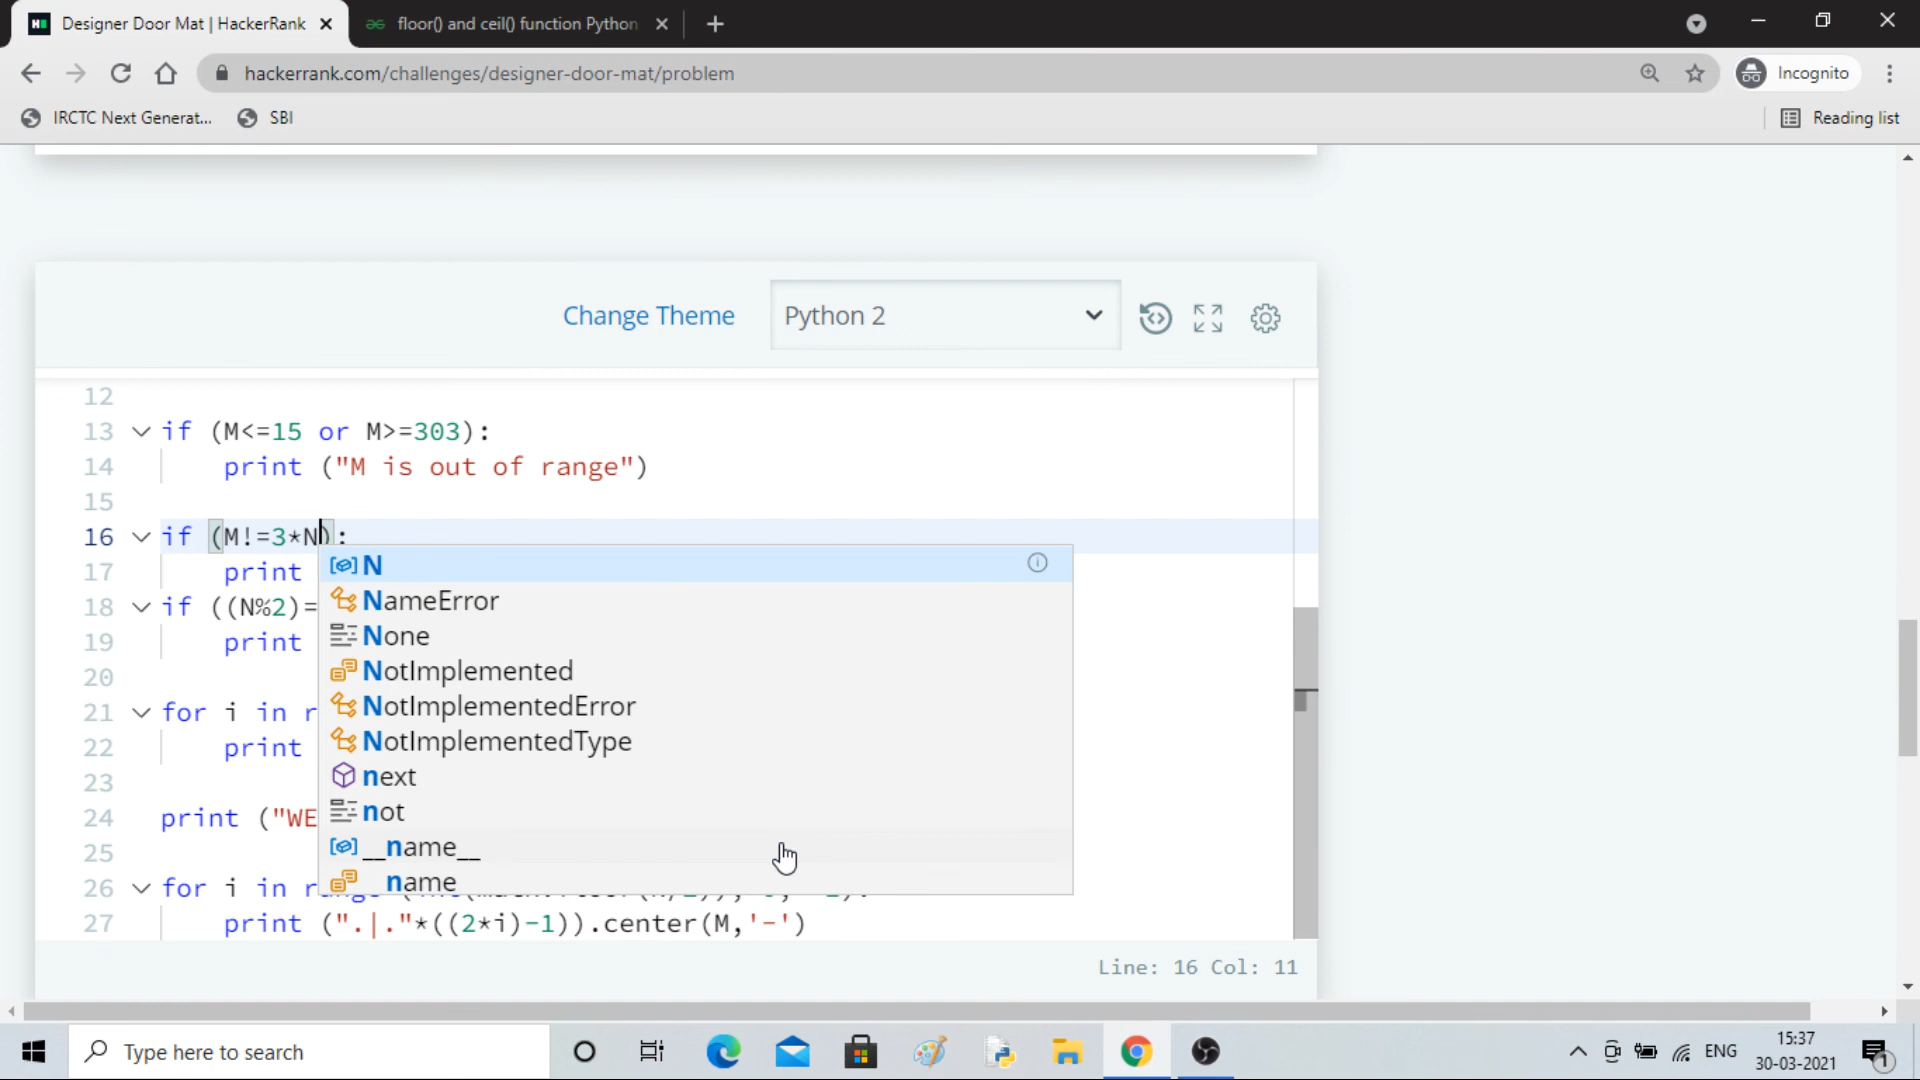 Designer Door Mat | HackerRank
floor() and ceil() function Python
hackerrank.com/challenges/designer-door-mat/problem
Incognito
IRCTC Next Generat...
SBI
Reading list
Change Theme
Python 2
12
13 if (M<=15 or M>=303):
14 print ("M is out of range")
15
16 if (M!=3*N):
17 print
18 if ((N%2)=
19 print
20
21 for i in r
22 print
23
24 print ("WE
25
26 for i in
27 print (".|."*((2*i)-1)).center(M,'-')
N
NameError
None
NotImplemented
NotImplementedError
NotImplementedType
next
not
__name__
name
Line: 16 Col: 11
Type here to search
ENG
15:37
30-03-2021
1